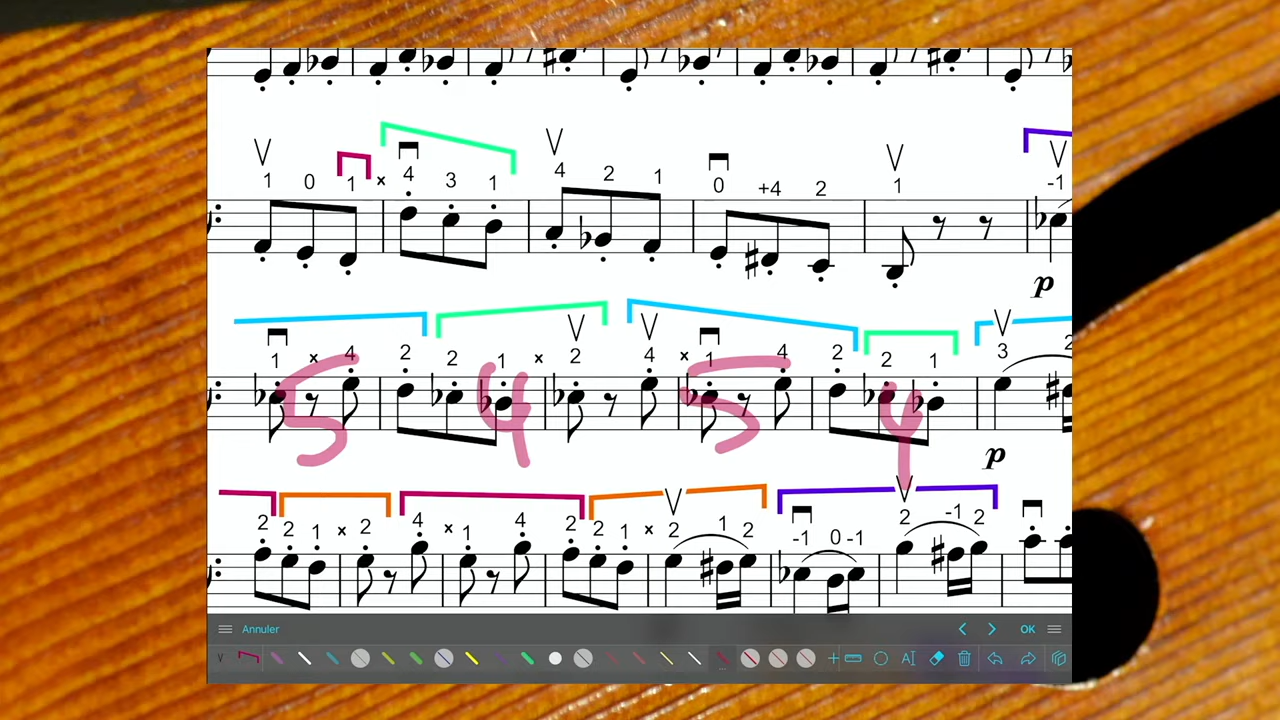 1 0 1 x 4 3 1 4 2 1 0 +4 2 1 -1
p
1 x 4 2 2 1 x 2 4 x 1 4 2 2 1 3 2
5 4 5 4
p
2 2 1 x 2 4 x 1 4 2 2 1 x 2 1 2 -1 0 -1 2 -1 2
Annuler OK